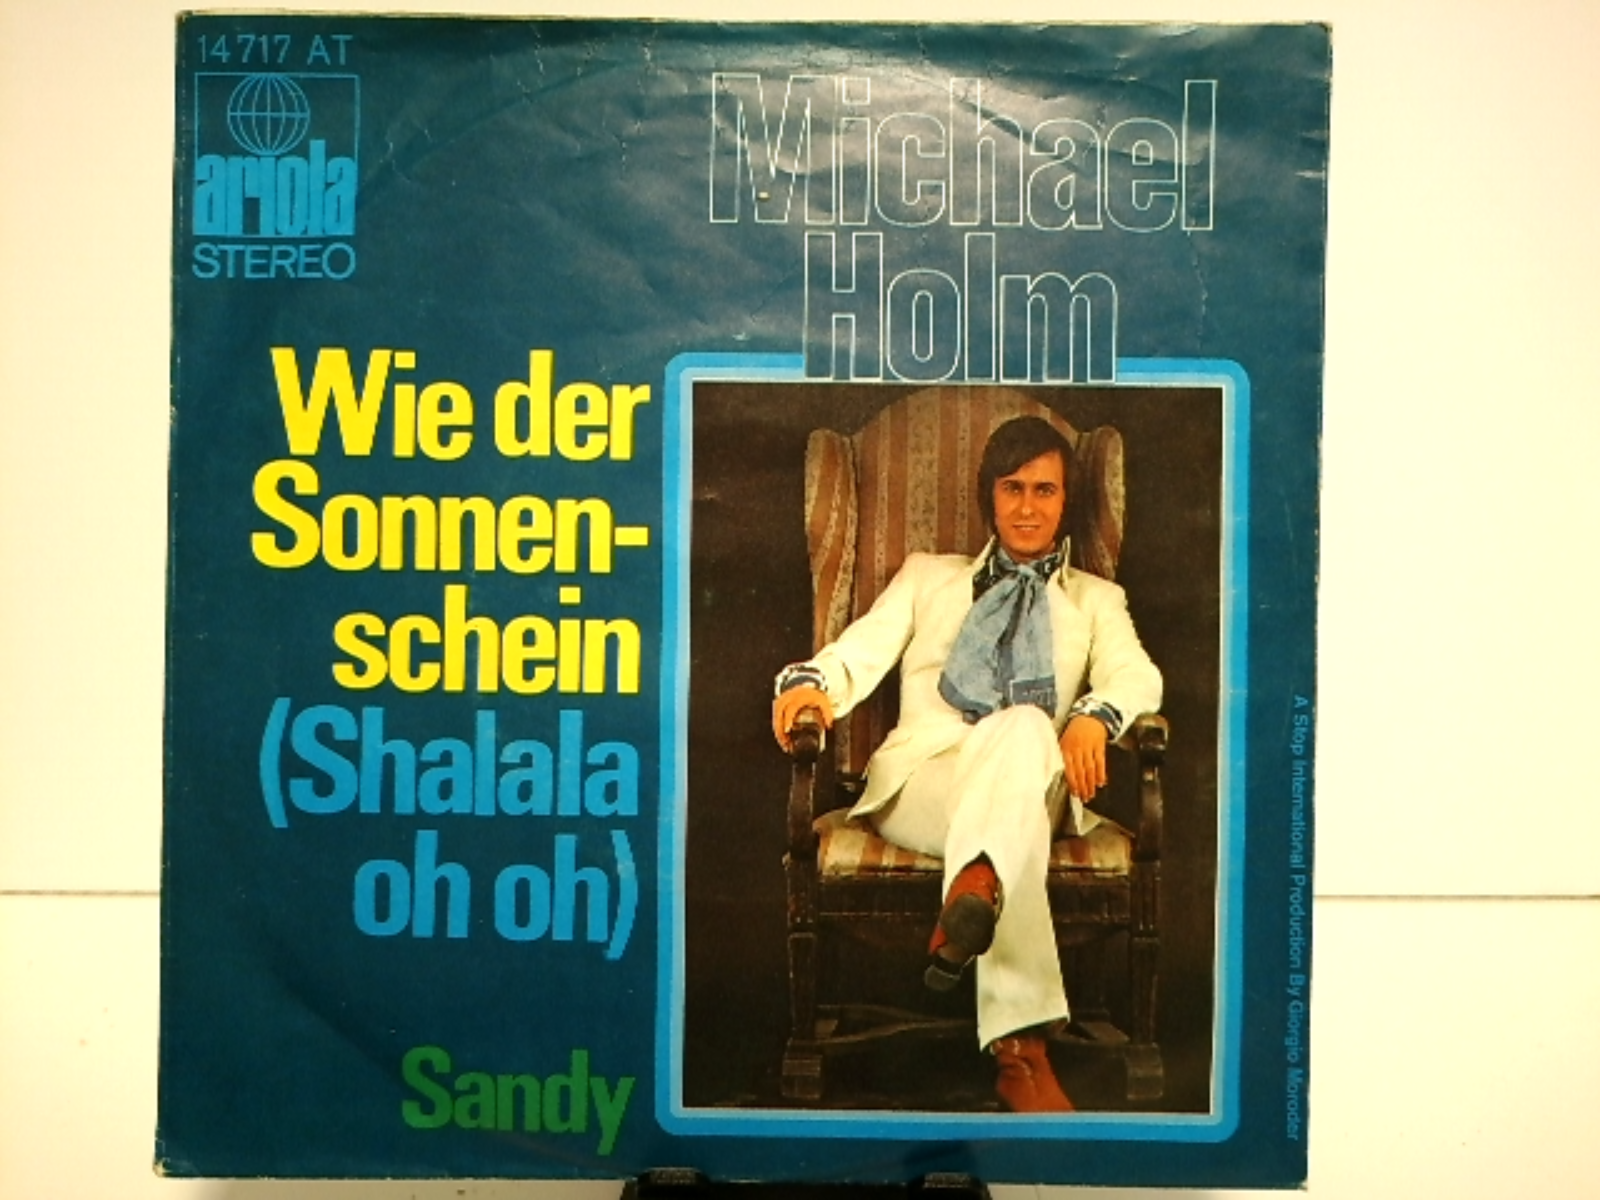 14 717 AT
ariola
STEREO
Michael
Holm
Wie der
Sonnen-
schein
(Shalala
oh oh)
Sandy
A Stop International Production By Giorgio Moroder